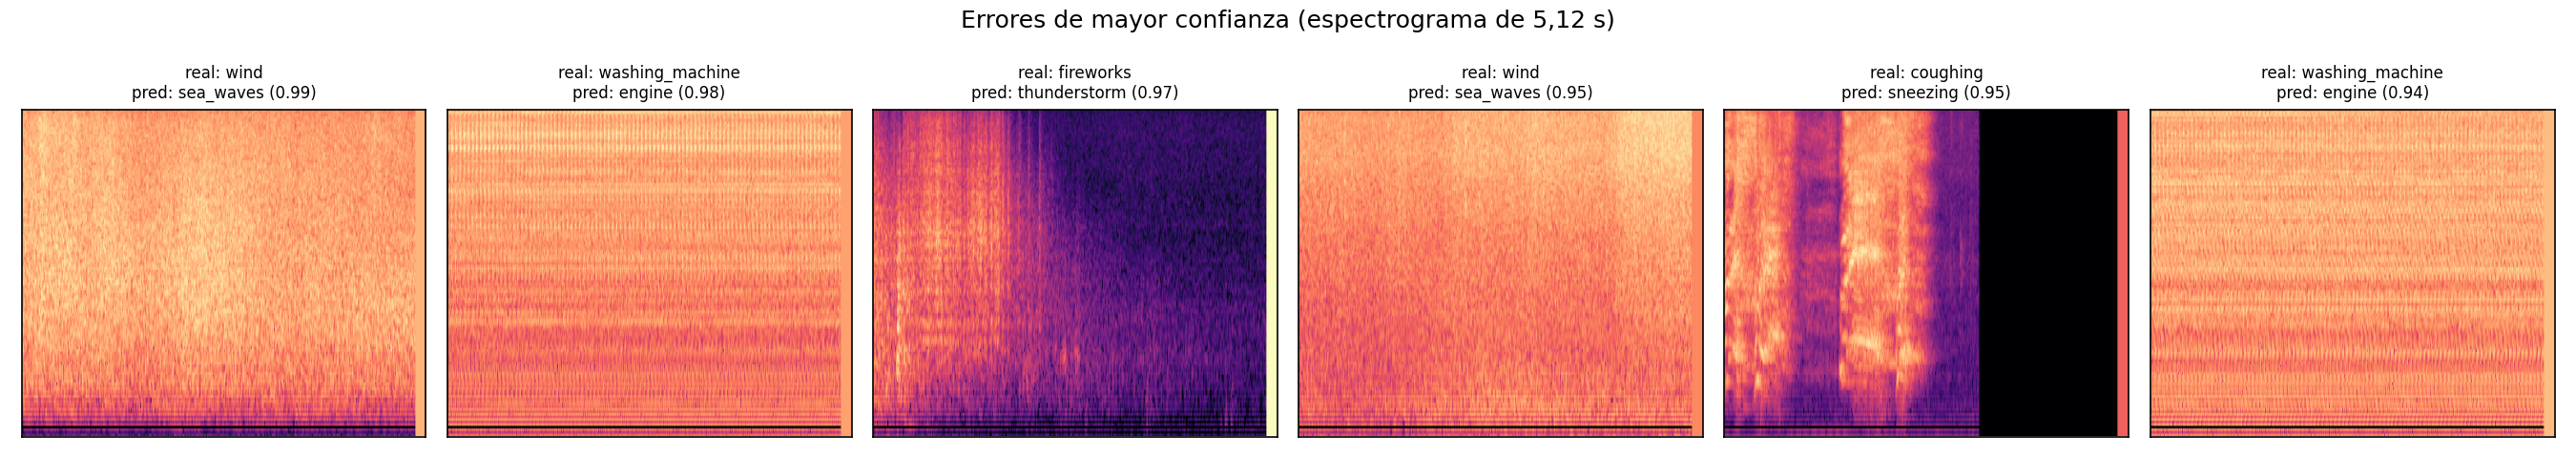 Errores de mayor confianza (espectrograma de 5,12 s)
real: wind
pred: sea_waves (0.99)
real: washing_machine
pred: engine (0.98)
real: fireworks
pred: thunderstorm (0.97)
real: wind
pred: sea_waves (0.95)
real: coughing
pred: sneezing (0.95)
real: washing_machine
pred: engine (0.94)